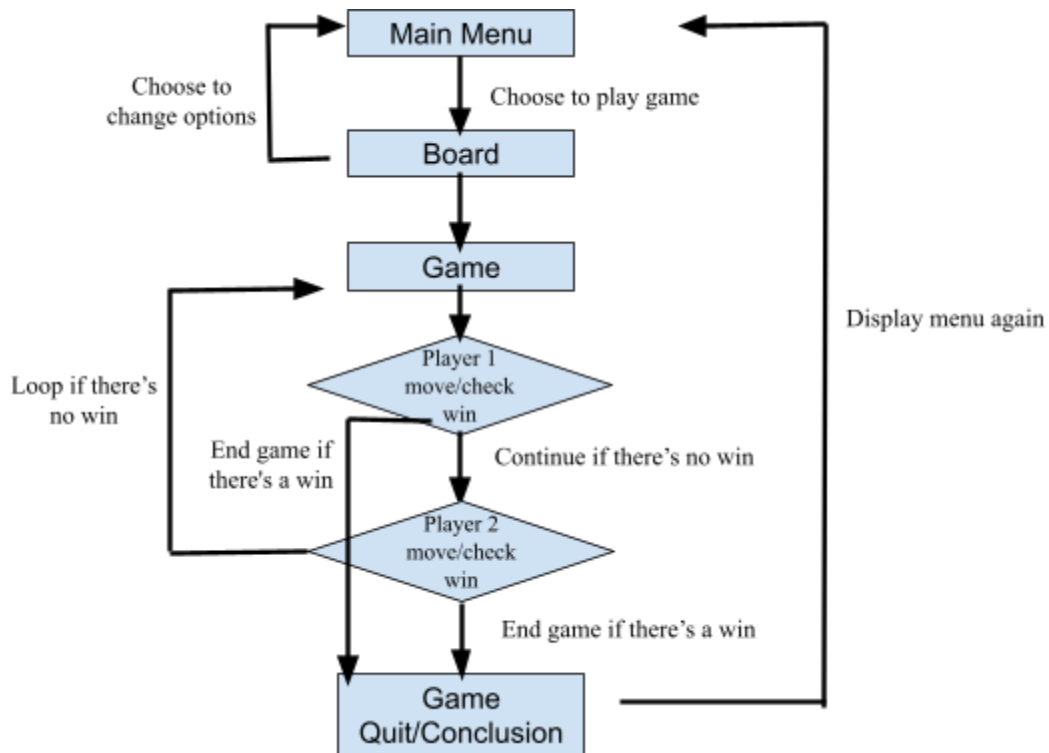 Main Menu
Choose to
change options
Choose to play game
Board
Game
Display menu again
Player 1
move/check
win
Loop if there’s
no win
End game if
there's a win
Continue if there’s no win
Player 2
move/check
win
End game if there’s a win
Game
Quit/Conclusion